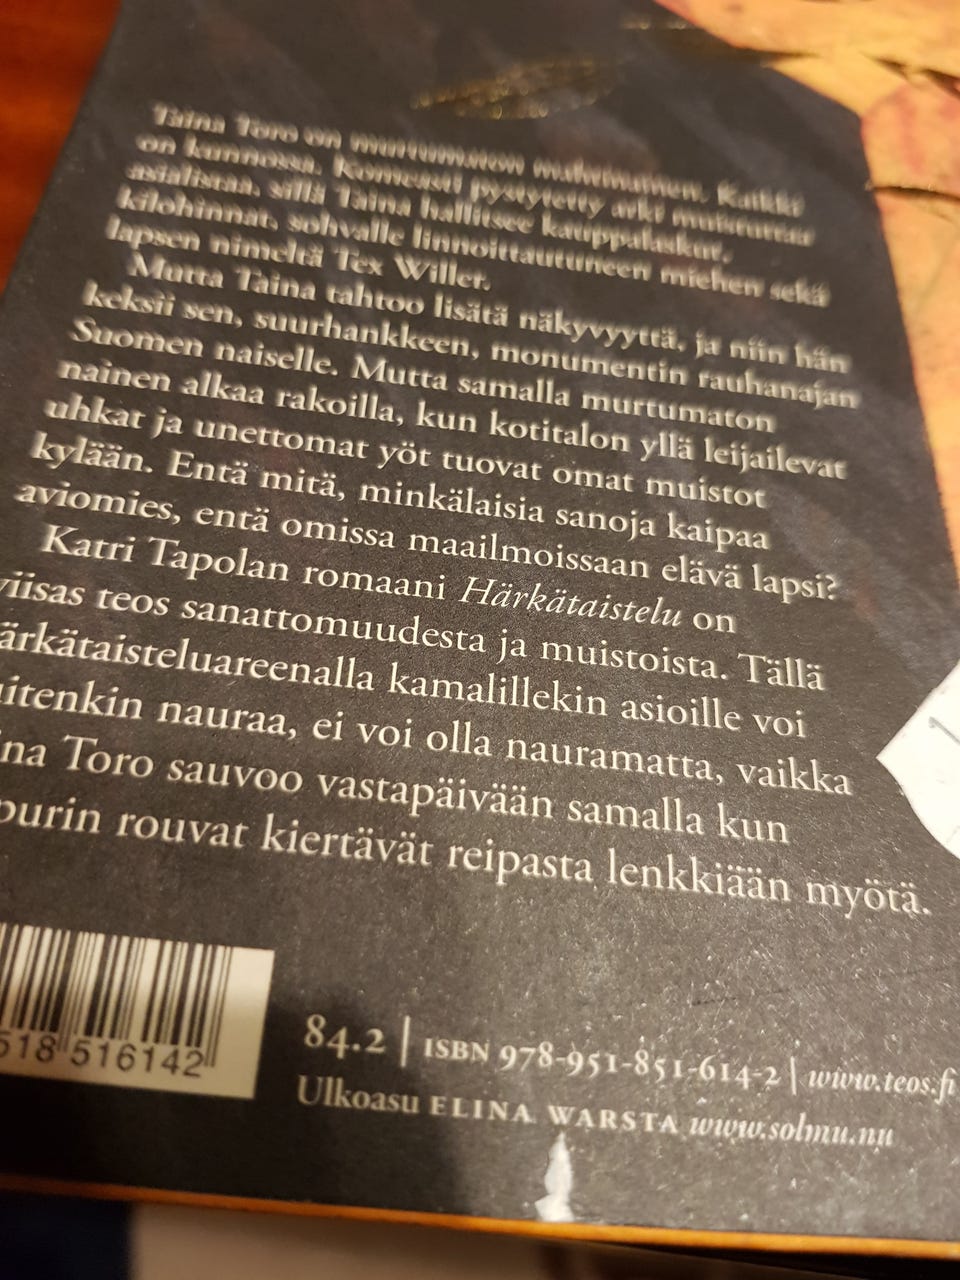 Taina Toro on murtumaton mahtinainen. Kaikki
on kunnossa. Komeasti pystytetty arki muistuttaa
asialistaa, sillä Taina hallitsee kauppalaskut,
kilohinnat, sohvalle linnoittautuneen miehen sekä
lapsen nimeltä Tex Willer.
Mutta Taina tahtoo lisätä näkyvyyttä, ja niin hän
keksii sen, suurhankkeen, monumentin rauhanajan
Suomen naiselle. Mutta samalla murtumaton
nainen alkaa rakoilla, kun kotitalon yllä leijailevat
uhkat ja unettomat yöt tuovat omat muistot
kylään. Entä mitä, minkälaisia sanoja kaipaa
aviomies, entä omissa maailmoissaan elävä lapsi?
Katri Tapolan romaani Härkätaistelu on
viisas teos sanattomuudesta ja muistoista. Tällä
ärkätaisteluareenalla kamalillekin asioille voi
uitenkin nauraa, ei voi olla nauramatta, vaikka
ina Toro sauvoo vastapäivään samalla kun
purin rouvat kiertävät reipasta lenkkiään myötä.
518 516142
84.2 | ISBN 978-951-851-614-2 | www.teos.fi
Ulkoasu ELINA WARSTA www.solmu.nu